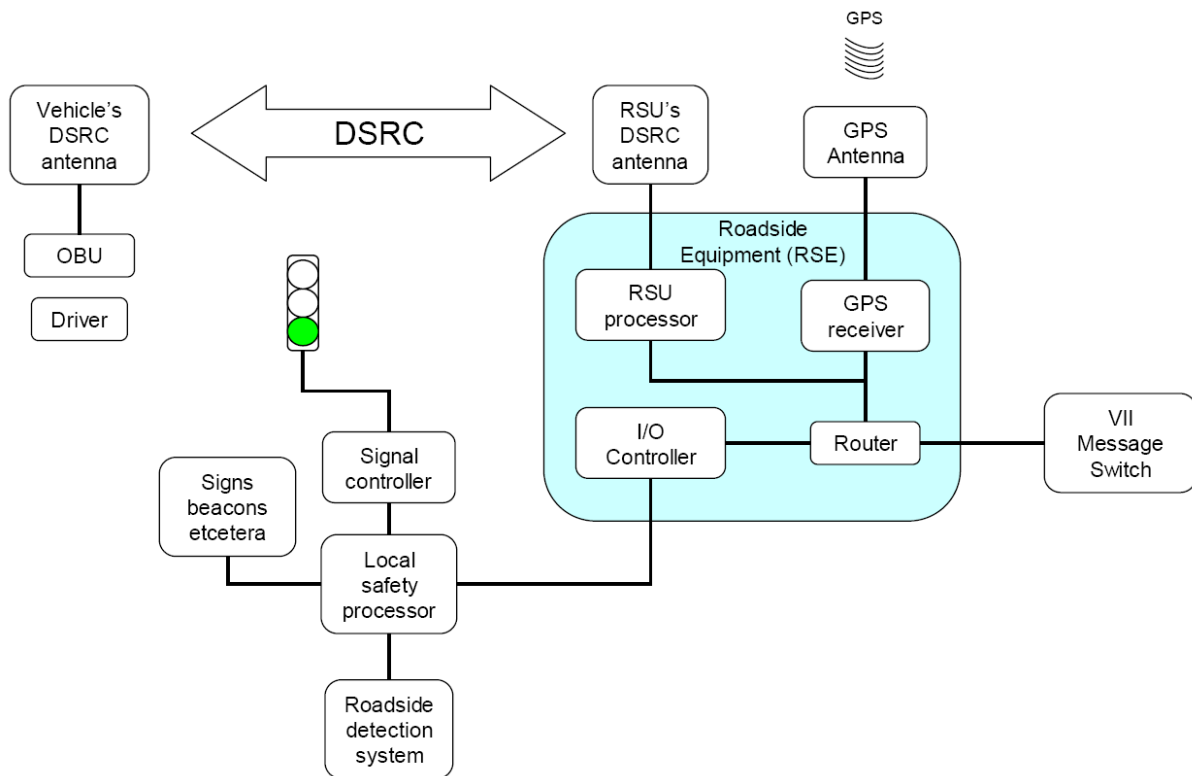 GPS
Vehicle's
DSRC
antenna
DSRC
RSU's
DSRC
antenna
GPS
Antenna
OBU
Driver
Roadside
Equipment (RSE)
RSU
processor
GPS
receiver
I/O
Controller
Router
VII
Message
Switch
Signal
controller
Signs
beacons
etcetera
Local
safety
processor
Roadside
detection
system